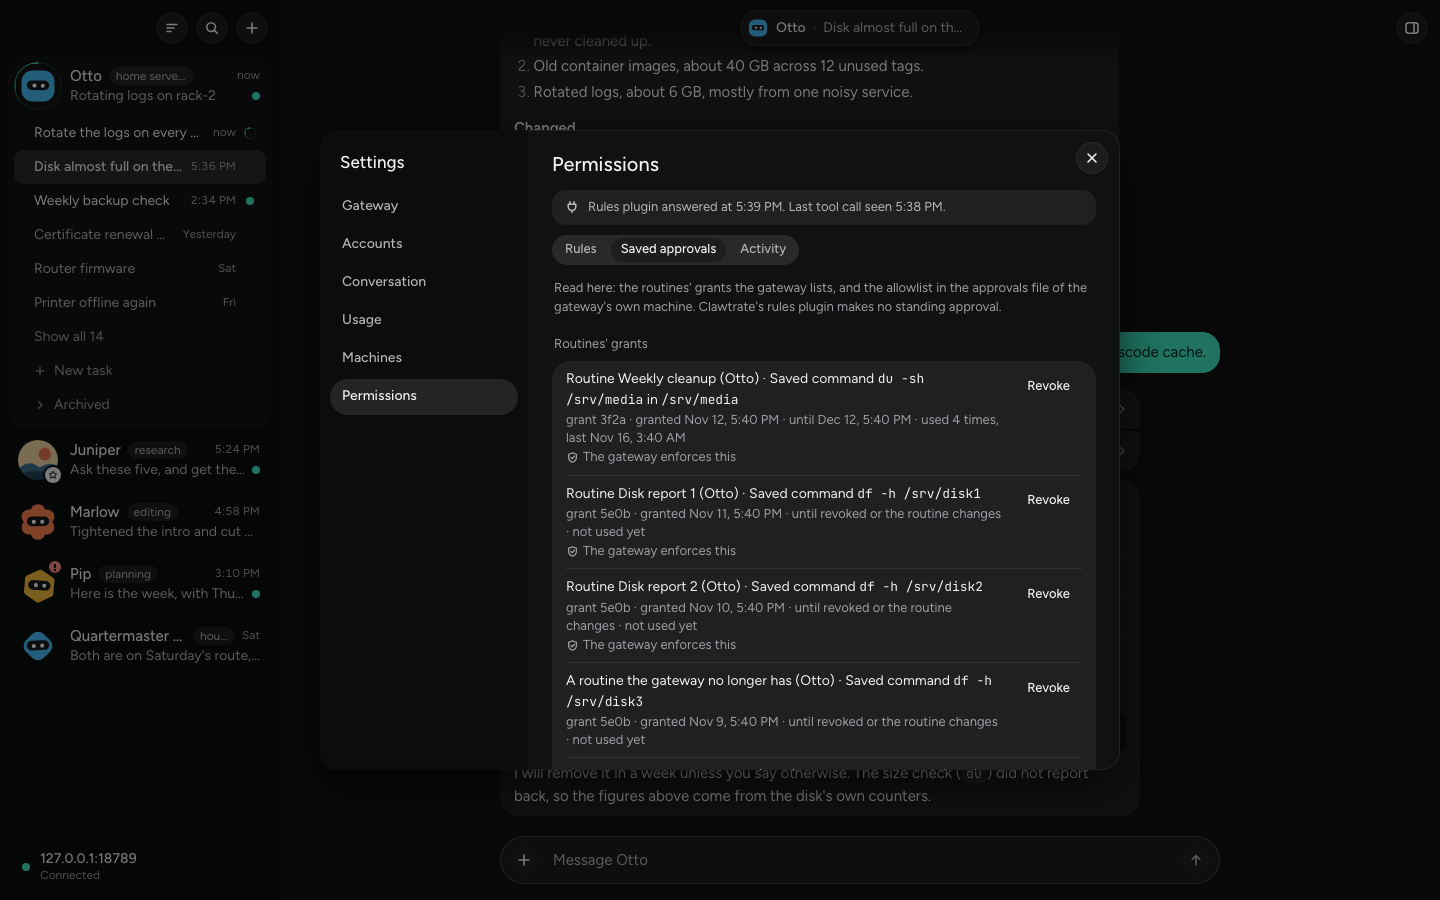 Otto home serve... now
Rotating logs on rack-2
Rotate the logs on every ... now
Disk almost full on the... 5:36 PM
Weekly backup check 2:34 PM
Certificate renewal ... Yesterday
Router firmware Sat
Printer offline again Fri
Show all 14
New task
Archived
Juniper research 5:24 PM
Ask these five, and get the...
Marlow editing 4:58 PM
Tightened the intro and cut ...
Pip planning 3:10 PM
Here is the week, with Thu...
Quartermaster ... hou... Sat
Both are on Saturday's route,...
127.0.0.1:18789
Connected
Otto · Disk almost full on th...
never cleaned up.
2. Old container images, about 40 GB across 12 unused tags.
3. Rotated logs, about 6 GB, mostly from one noisy service.
Changed
scode cache.
Settings
Gateway
Accounts
Conversation
Usage
Machines
Permissions
Permissions
Rules plugin answered at 5:39 PM. Last tool call seen 5:38 PM.
Rules Saved approvals Activity
Read here: the routines' grants the gateway lists, and the allowlist in the approvals file of the
gateway's own machine. Clawtrate's rules plugin makes no standing approval.
Routines' grants
Routine Weekly cleanup (Otto) · Saved command du -sh
/srv/media in /srv/media
grant 3f2a · granted Nov 12, 5:40 PM · until Dec 12, 5:40 PM · used 4 times,
last Nov 16, 3:40 AM
The gateway enforces this
Revoke
Routine Disk report 1 (Otto) · Saved command df -h /srv/disk1
grant 5e0b · granted Nov 11, 5:40 PM · until revoked or the routine changes
· not used yet
The gateway enforces this
Revoke
Routine Disk report 2 (Otto) · Saved command df -h /srv/disk2
grant 5e0b · granted Nov 10, 5:40 PM · until revoked or the routine
changes · not used yet
The gateway enforces this
Revoke
A routine the gateway no longer has (Otto) · Saved command df -h
/srv/disk3
grant 5e0b · granted Nov 9, 5:40 PM · until revoked or the routine changes
· not used yet
Revoke
I will remove it in a week unless you say otherwise. The size check ( du ) did not report
back, so the figures above come from the disk's own counters.
Message Otto